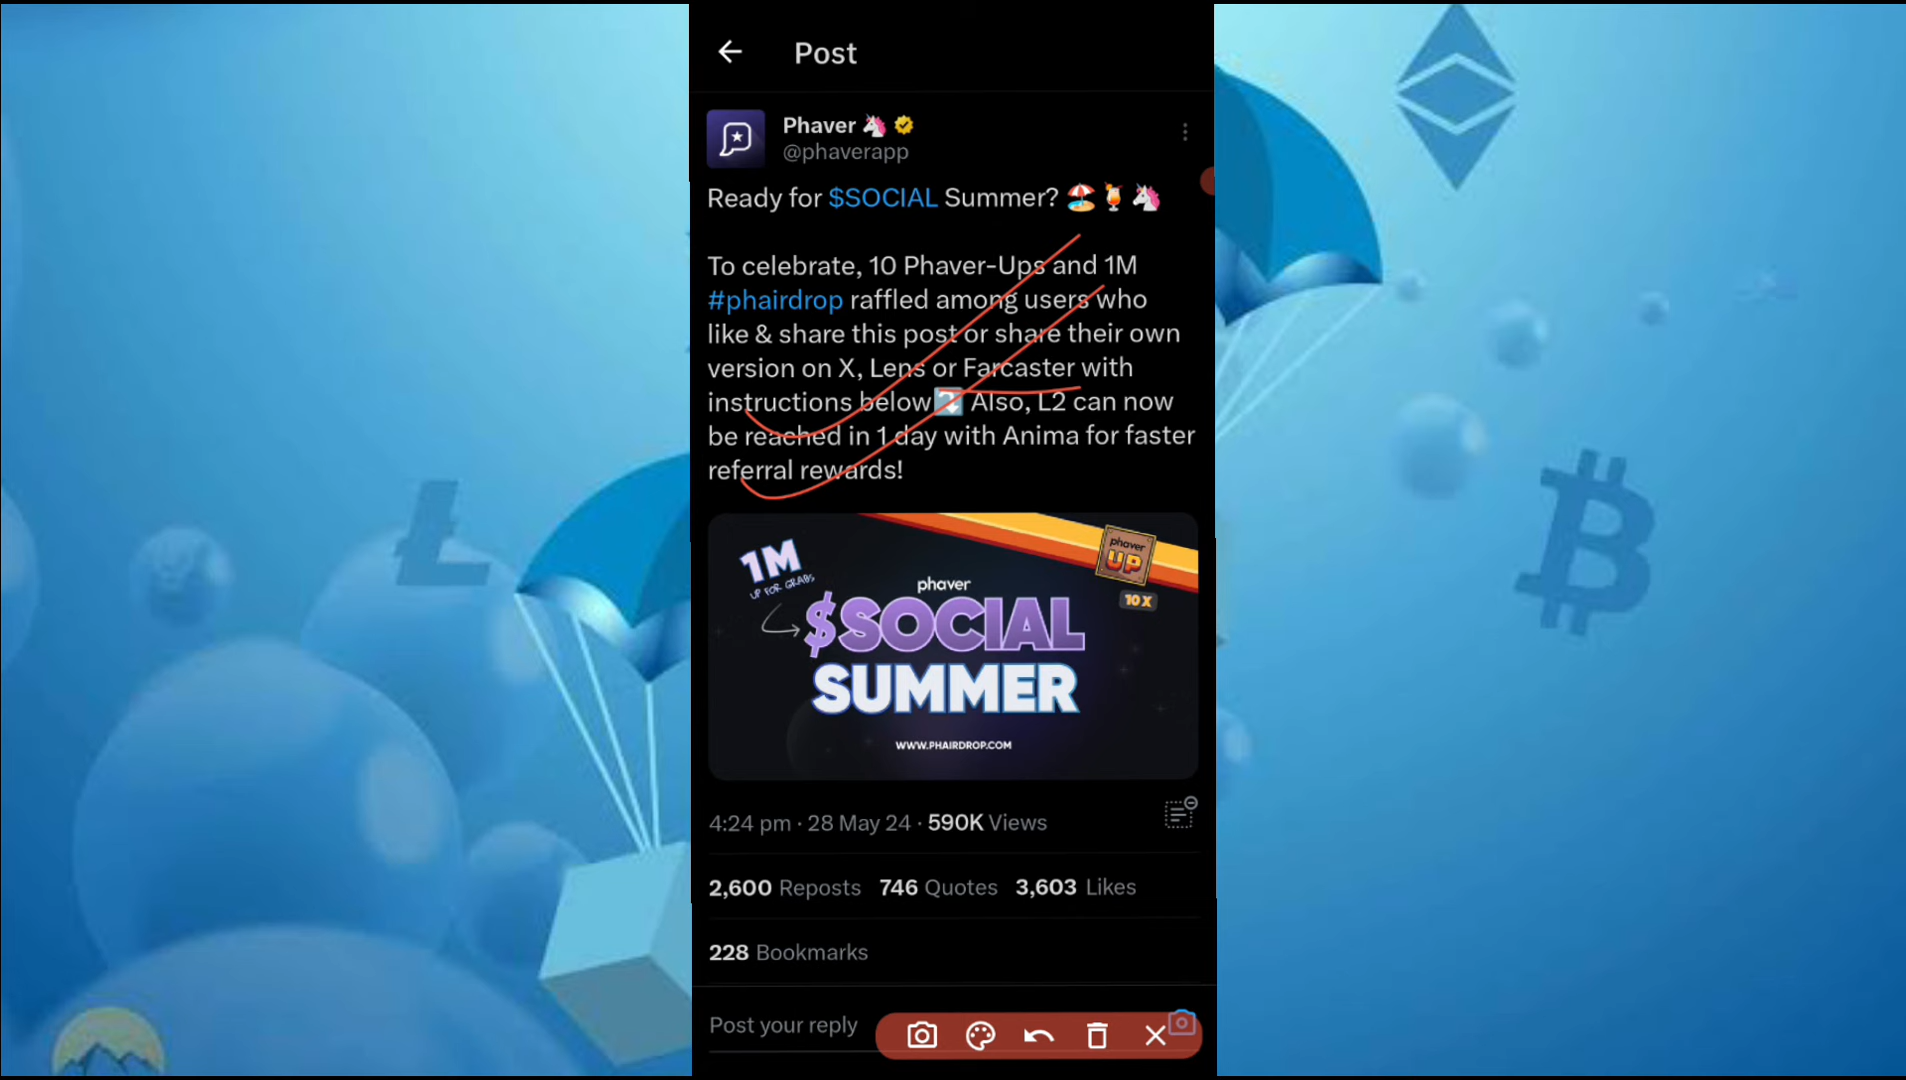 Post
Phaver 🦄
@phaverapp
Ready for $SOCIAL Summer? 🏖️🍹🦄
To celebrate, 10 Phaver-Ups and 1M
#phairdrop raffled among users who
like & share this post or share their own
version on X, Lens or Farcaster with
instructions below⤵️ Also, L2 can now
be reached in 1 day with Anima for faster
referral rewards!
1M
UP FOR GRABS
phaver
UP
10X
phaver
$SOCIAL
SUMMER
WWW.PHAIRDROP.COM
4:24 pm · 28 May 24 · 590K Views
2,600 Reposts 746 Quotes 3,603 Likes
228 Bookmarks
Post your reply